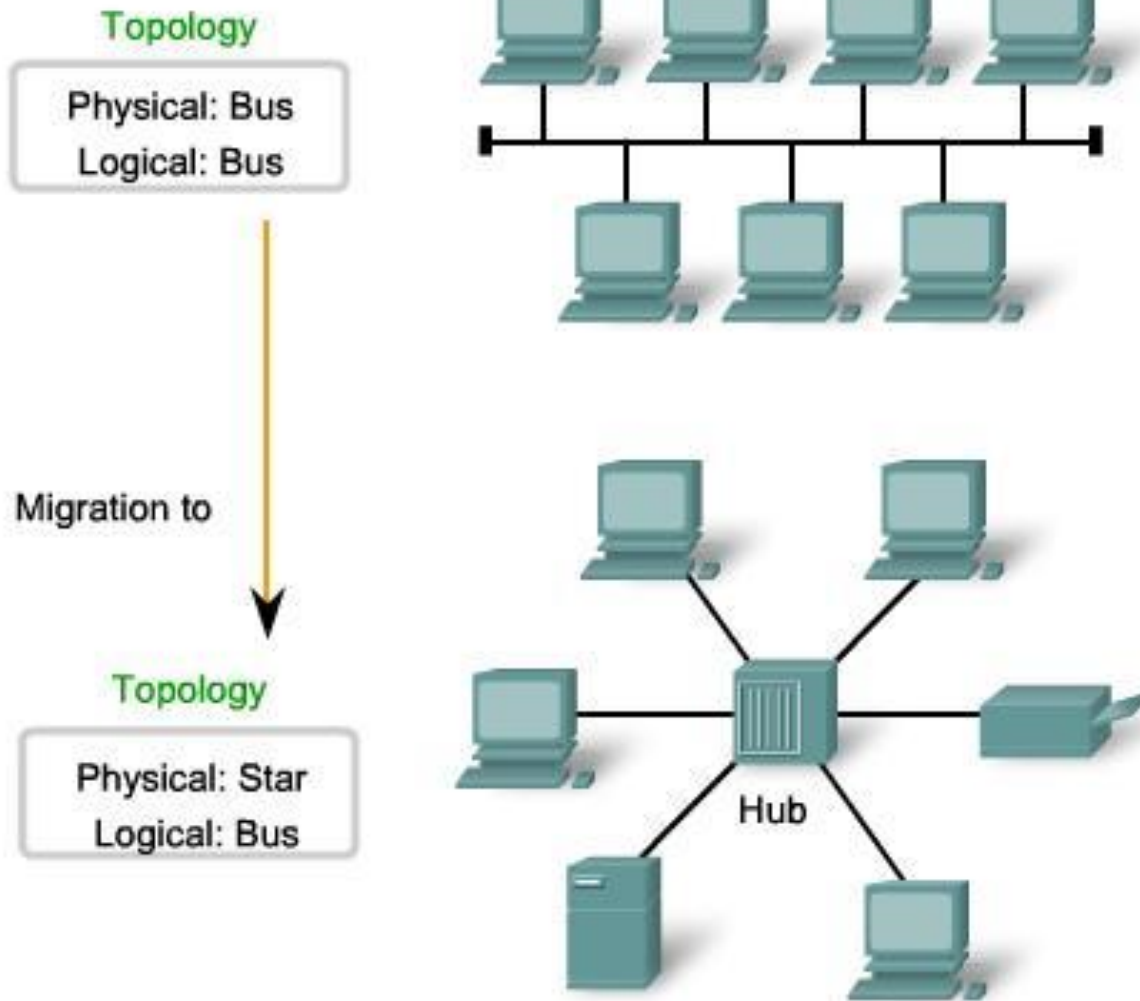 Topology
Physical: Bus
Logical: Bus
Migration to
Topology
Physical: Star
Logical: Bus
Hub